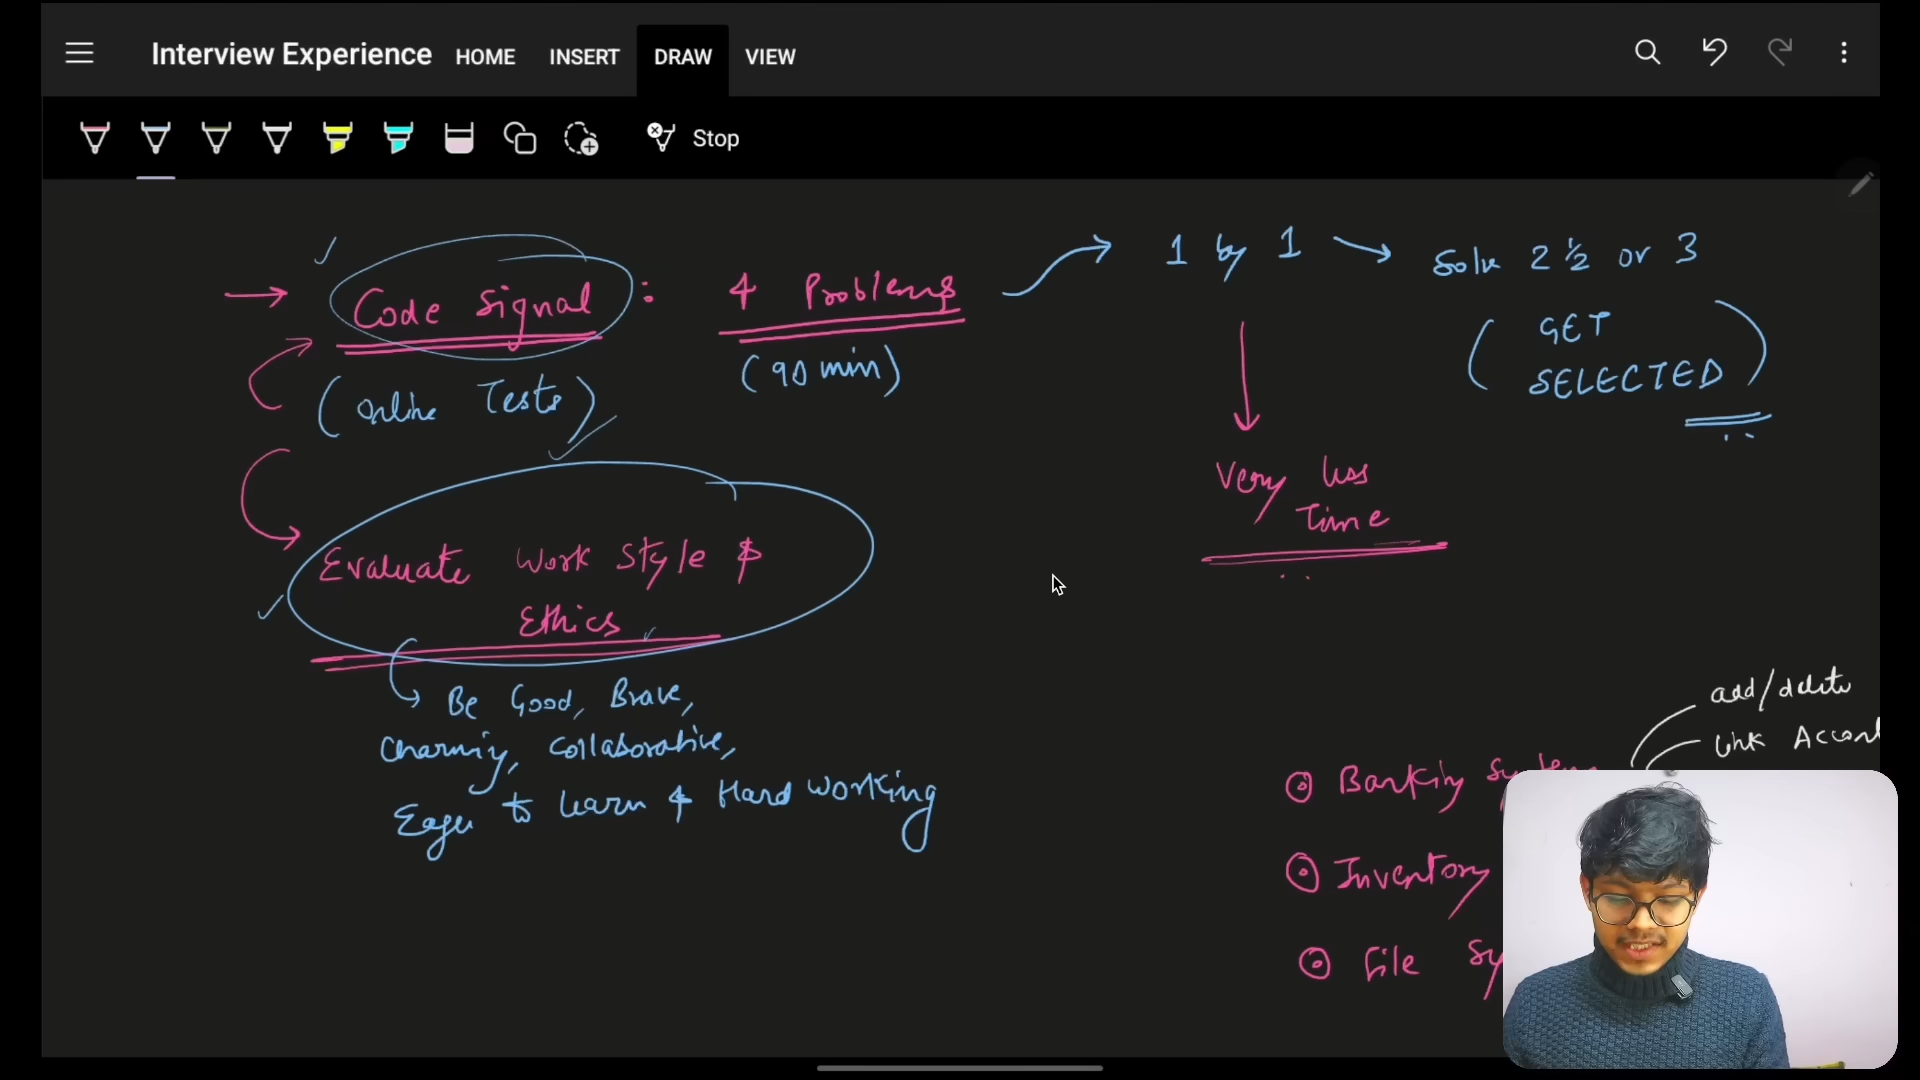 Interview Experience HOME INSERT DRAW VIEW
Stop
Code Signal : 4 Problems
(Online Tests)
(90 min)
1 by 1
Solve 2 ½ or 3
( GET
SELECTED )
Very less
Time
Evaluate Work Style &
Ethics
Be Good, Brave,
Charming, Collaborative,
Eager to learn & Hard working
add/delete
Link
Banking
Inventory
File